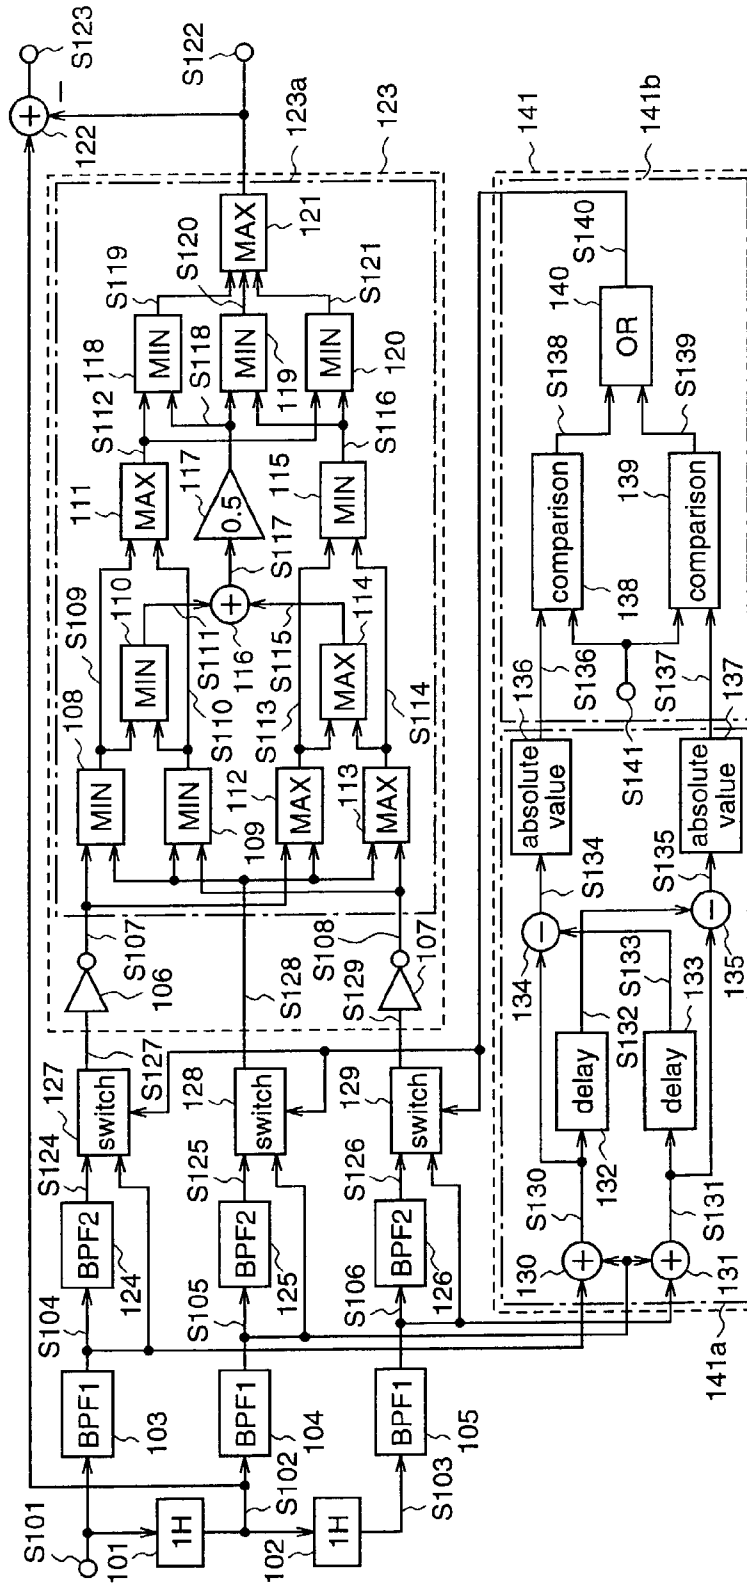 S101
101
1H
102
1H
S102
S103
BPF1
103
BPF1
104
BPF1
105
S104
S105
S106
BPF2
124
BPF2
125
BPF2
126
S124
S125
S126
127
switch
128
switch
129
switch
S127
S128
S129
106
107
S107
S108
108
MIN
MIN
109
112
MAX
113
MAX
S109
110
MIN
S110
S111
116
S115
S113
MAX
114
S114
111
MAX
S112
117
0.5
S117
115
MIN
S116
118
MIN
S118
MIN
119
MIN
120
S119
S120
S121
MAX
121
123a
123
122
S123
S122
130
131
S130
S131
132
delay
delay
133
S132
S133
134
135
S134
S135
absolute
value
136
absolute
value
137
S136
S137
S141
comparison
138
comparison
139
S138
S139
140
OR
S140
141
141a
141b